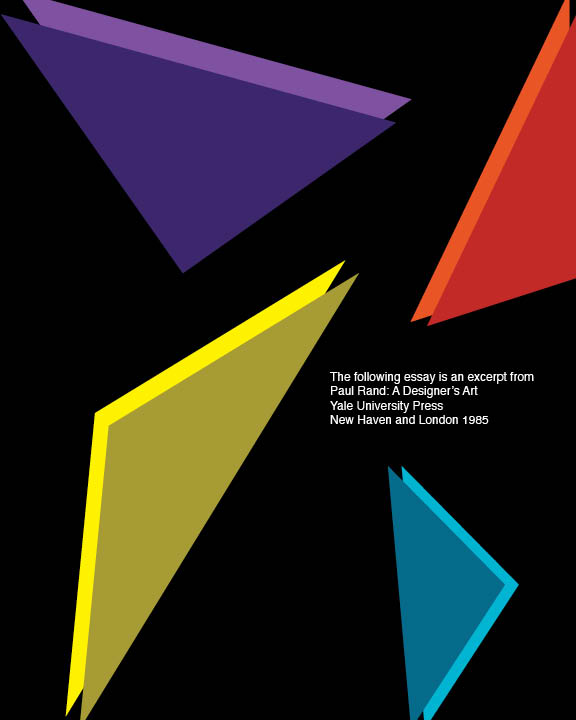 The following essay is an excerpt from
Paul Rand: A Designer’s Art
Yale University Press
New Haven and London 1985